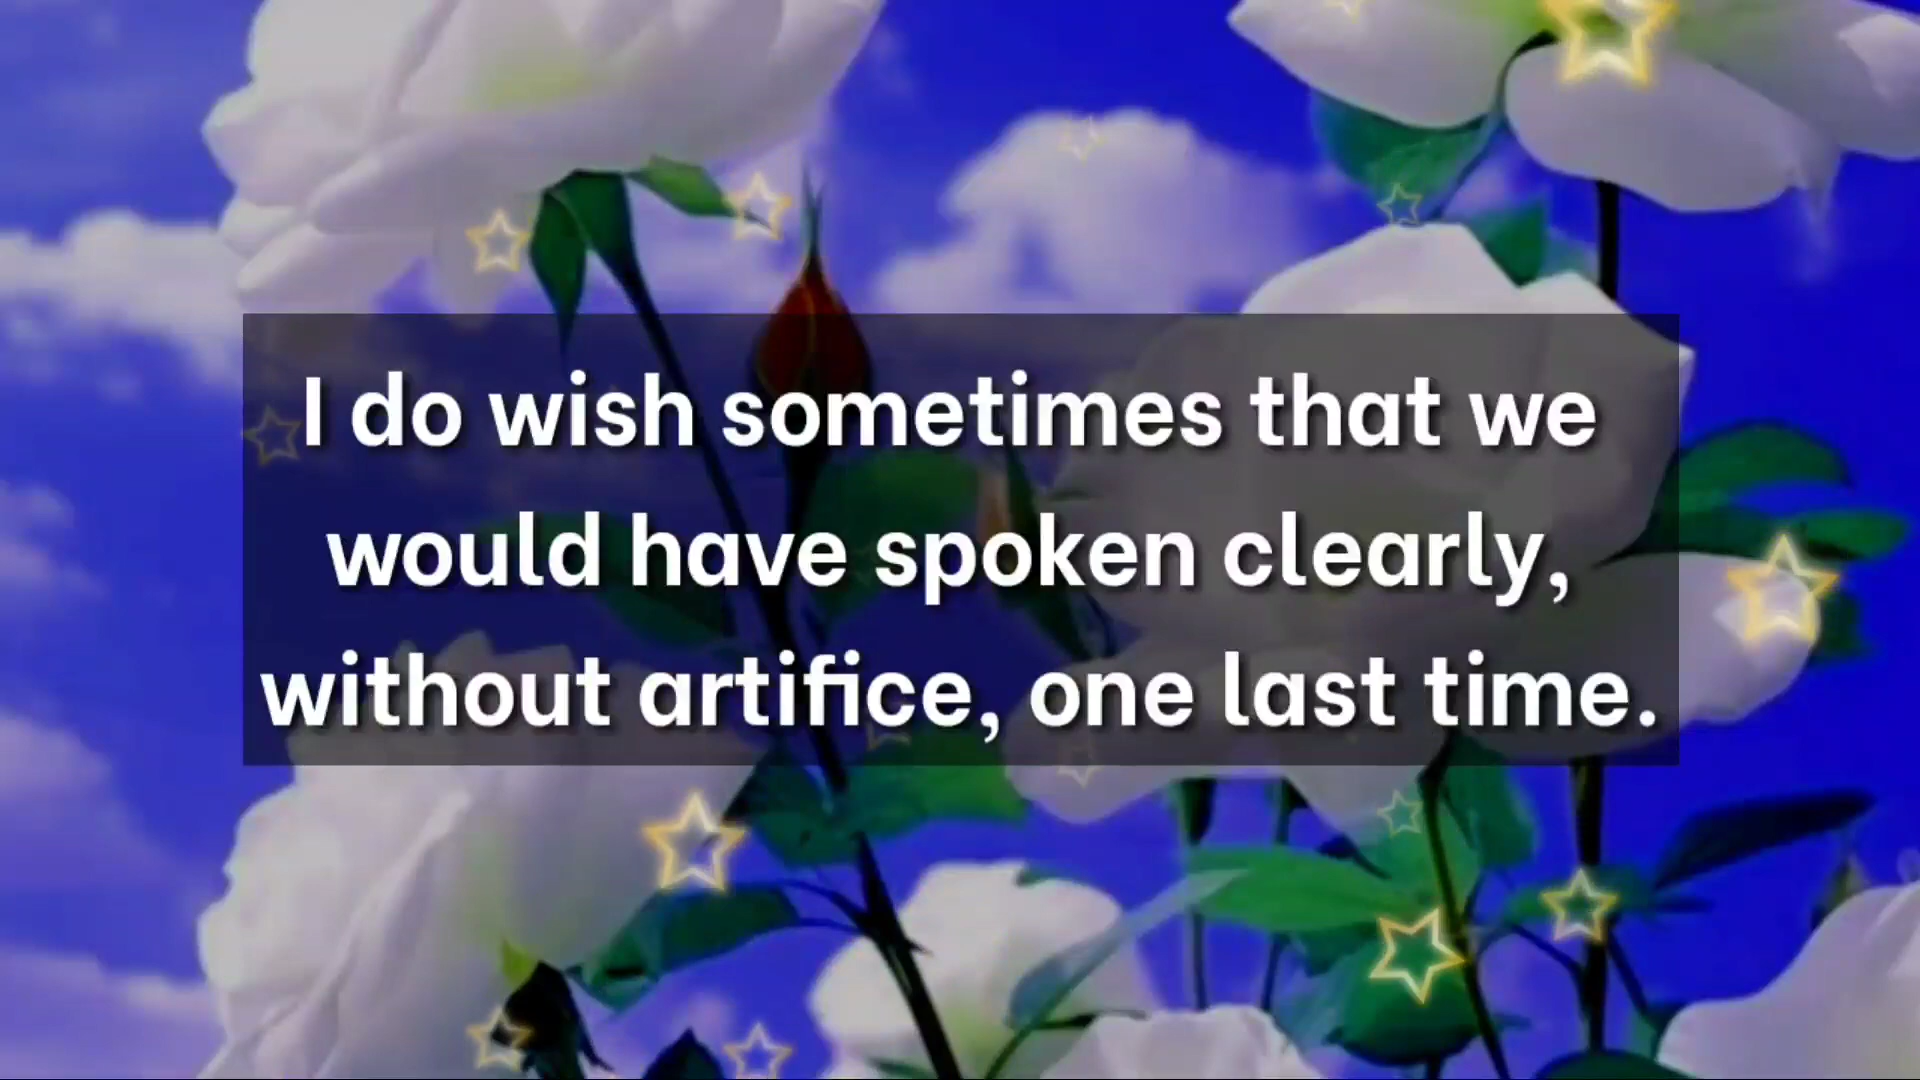 I do wish sometimes that we
would have spoken clearly,
without artifice, one last time.